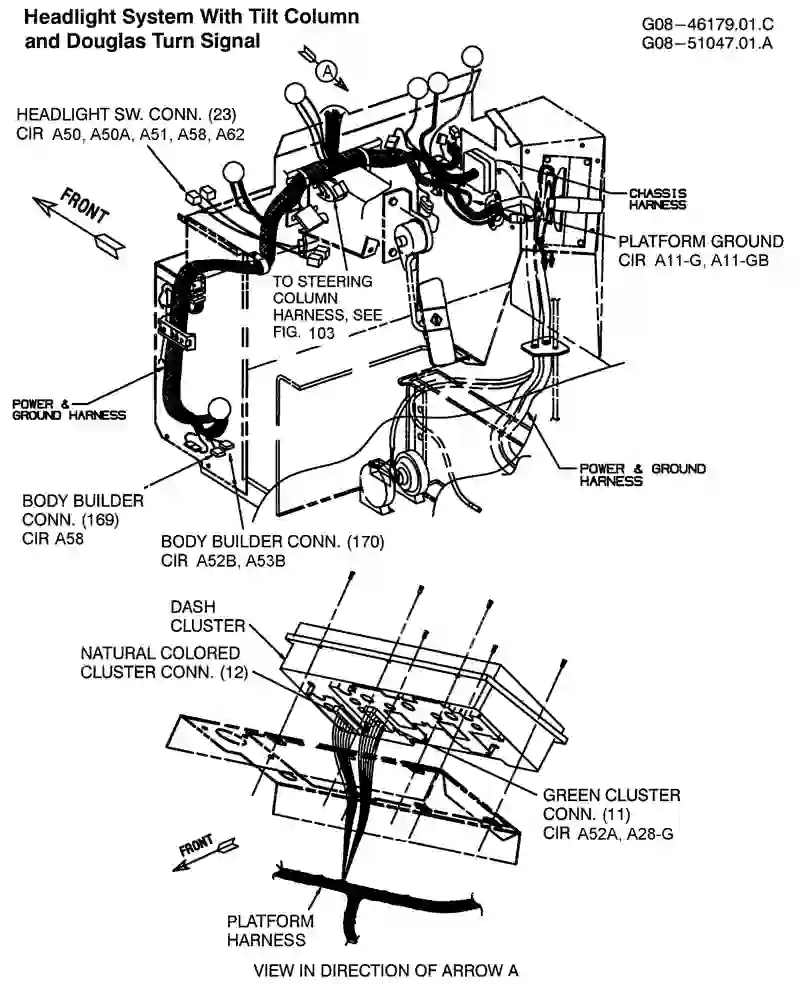 Headlight System With Tilt Column
and Douglas Turn Signal
G08-46179.01.C
G08-51047.01.A
A
HEADLIGHT SW. CONN. (23)
CIR A50, A50A, A51, A58, A62
FRONT
CHASSIS
HARNESS
PLATFORM GROUND
CIR A11-G, A11-GB
TO STEERING
COLUMN
HARNESS, SEE
FIG. 103
POWER &
GROUND HARNESS
POWER & GROUND
HARNESS
BODY BUILDER
CONN. (169)
CIR A58
BODY BUILDER CONN. (170)
CIR A52B, A53B
DASH
CLUSTER
NATURAL COLORED
CLUSTER CONN. (12)
GREEN CLUSTER
CONN. (11)
CIR A52A, A28-G
FRONT
PLATFORM
HARNESS
VIEW IN DIRECTION OF ARROW A